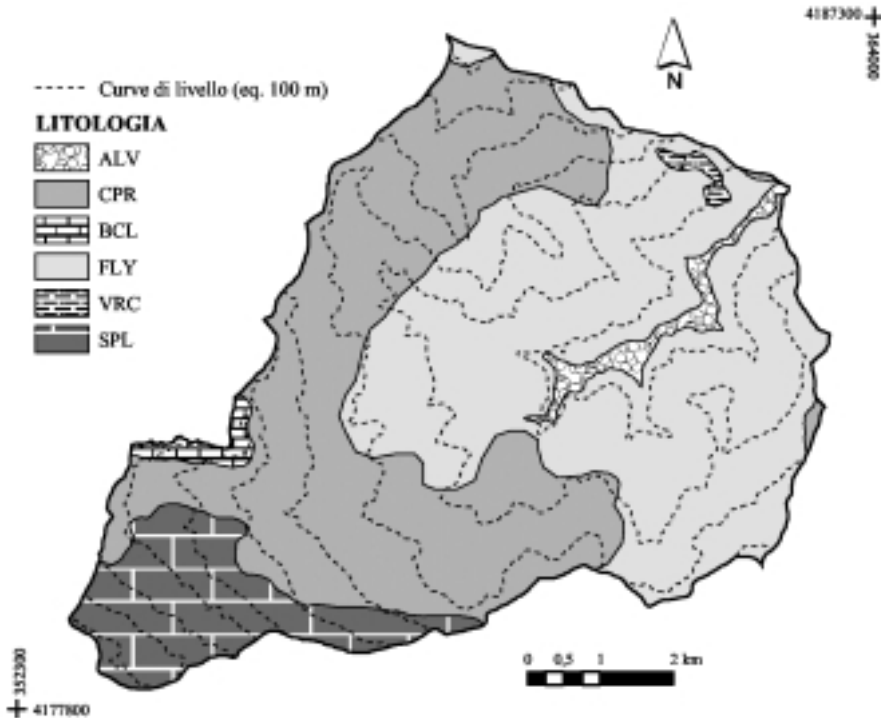 4187300
364000
N
Curve di livello (eq. 100 m)
LITOLOGIA
ALV
CPR
BCL
FLY
VRC
SPL
0 0,5 1 2 km
352300
4177800